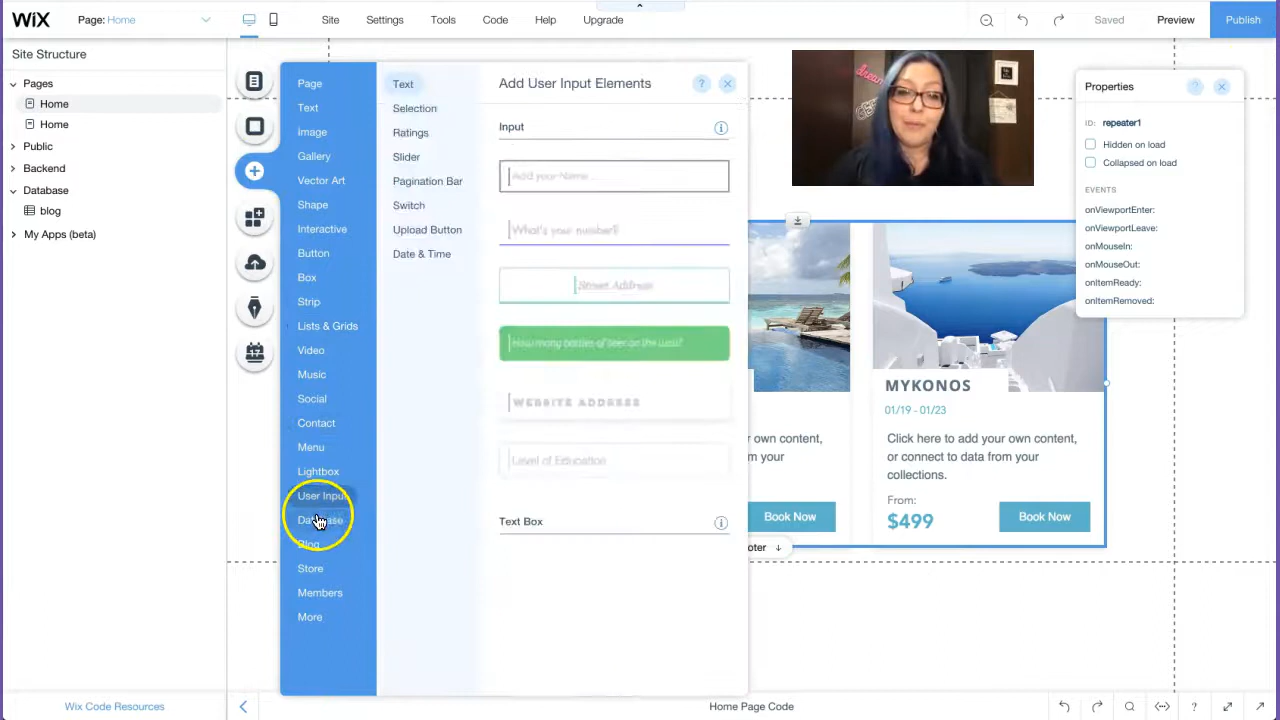 WiX
Page: Home
Site
Settings
Tools
Code
Help
Upgrade
Saved
Preview
Publish
Site Structure
Pages
Home
Home
Public
Backend
Database
blog
My Apps (beta)
Wix Code Resources
Page
Text
Image
Gallery
Vector Art
Shape
Interactive
Button
Box
Strip
Lists & Grids
Video
Music
Social
Contact
Menu
Lightbox
User Input
Database
Blog
Store
Members
More
Text
Selection
Ratings
Slider
Pagination Bar
Switch
Upload Button
Date & Time
Add User Input Elements
Input
Add your Name...
What's your number?
Street Address
How many bottles of beer on the wall?
WEBSITE ADDRESS
Level of Education
Text Box
dream
Properties
ID: repeater1
Hidden on load
Collapsed on load
EVENTS
onViewportEnter:
onViewportLeave:
onMouseIn:
onMouseOut:
onItemReady:
onItemRemoved:
r own content,
m your
Book Now
MYKONOS
01/19 - 01/23
Click here to add your own content,
or connect to data from your
collections.
From:
$499
Book Now
oter
Home Page Code